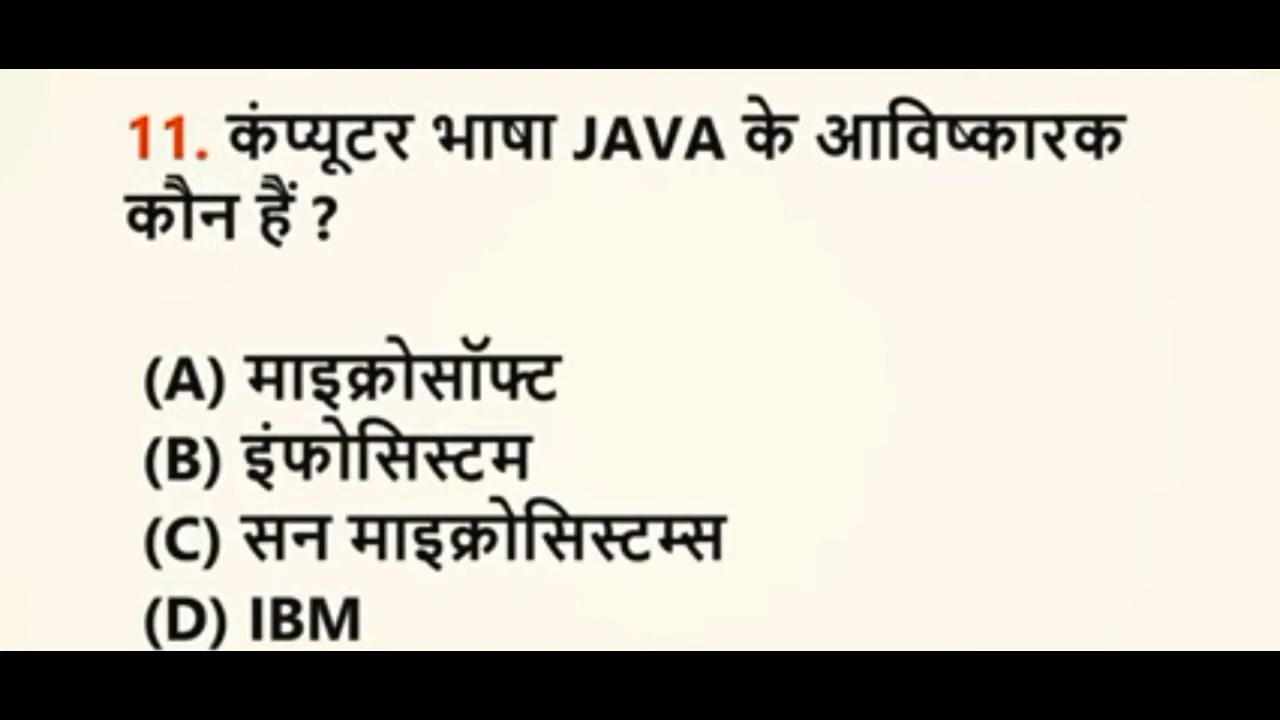 11. कंप्यूटर भाषा JAVA के आविष्कारक
कौन हैं ?
(A) माइक्रोसॉफ्ट
(B) इंफोसिस्टम
(C) सन माइक्रोसिस्टम्स
(D) IBM